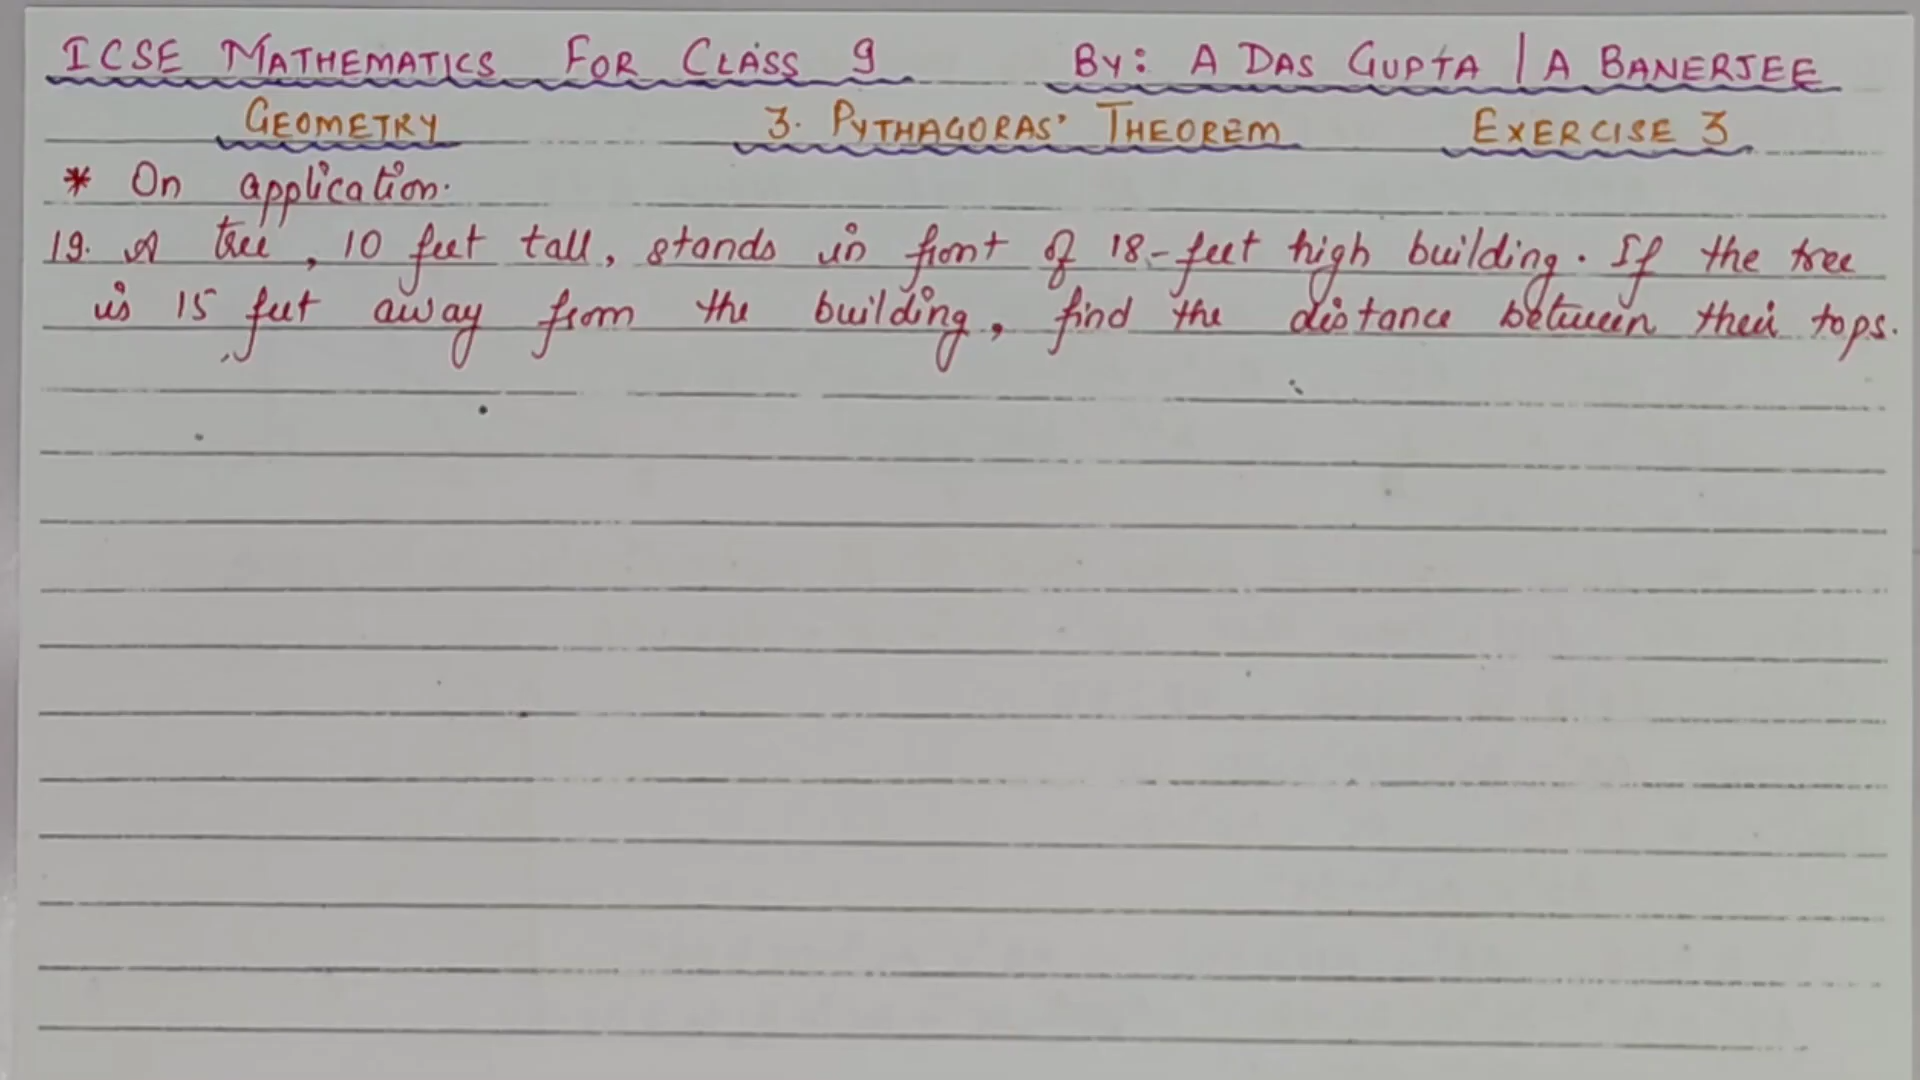 ICSE MATHEMATICS FOR CLASS 9 BY: A DAS GUPTA | A BANERJEE
GEOMETRY 3. PYTHAGORAS' THEOREM EXERCISE 3
* On application.
19. A tree, 10 feet tall, stands in front of 18-feet high building. If the tree
is 15 feet away from the building, find the distance between their tops.